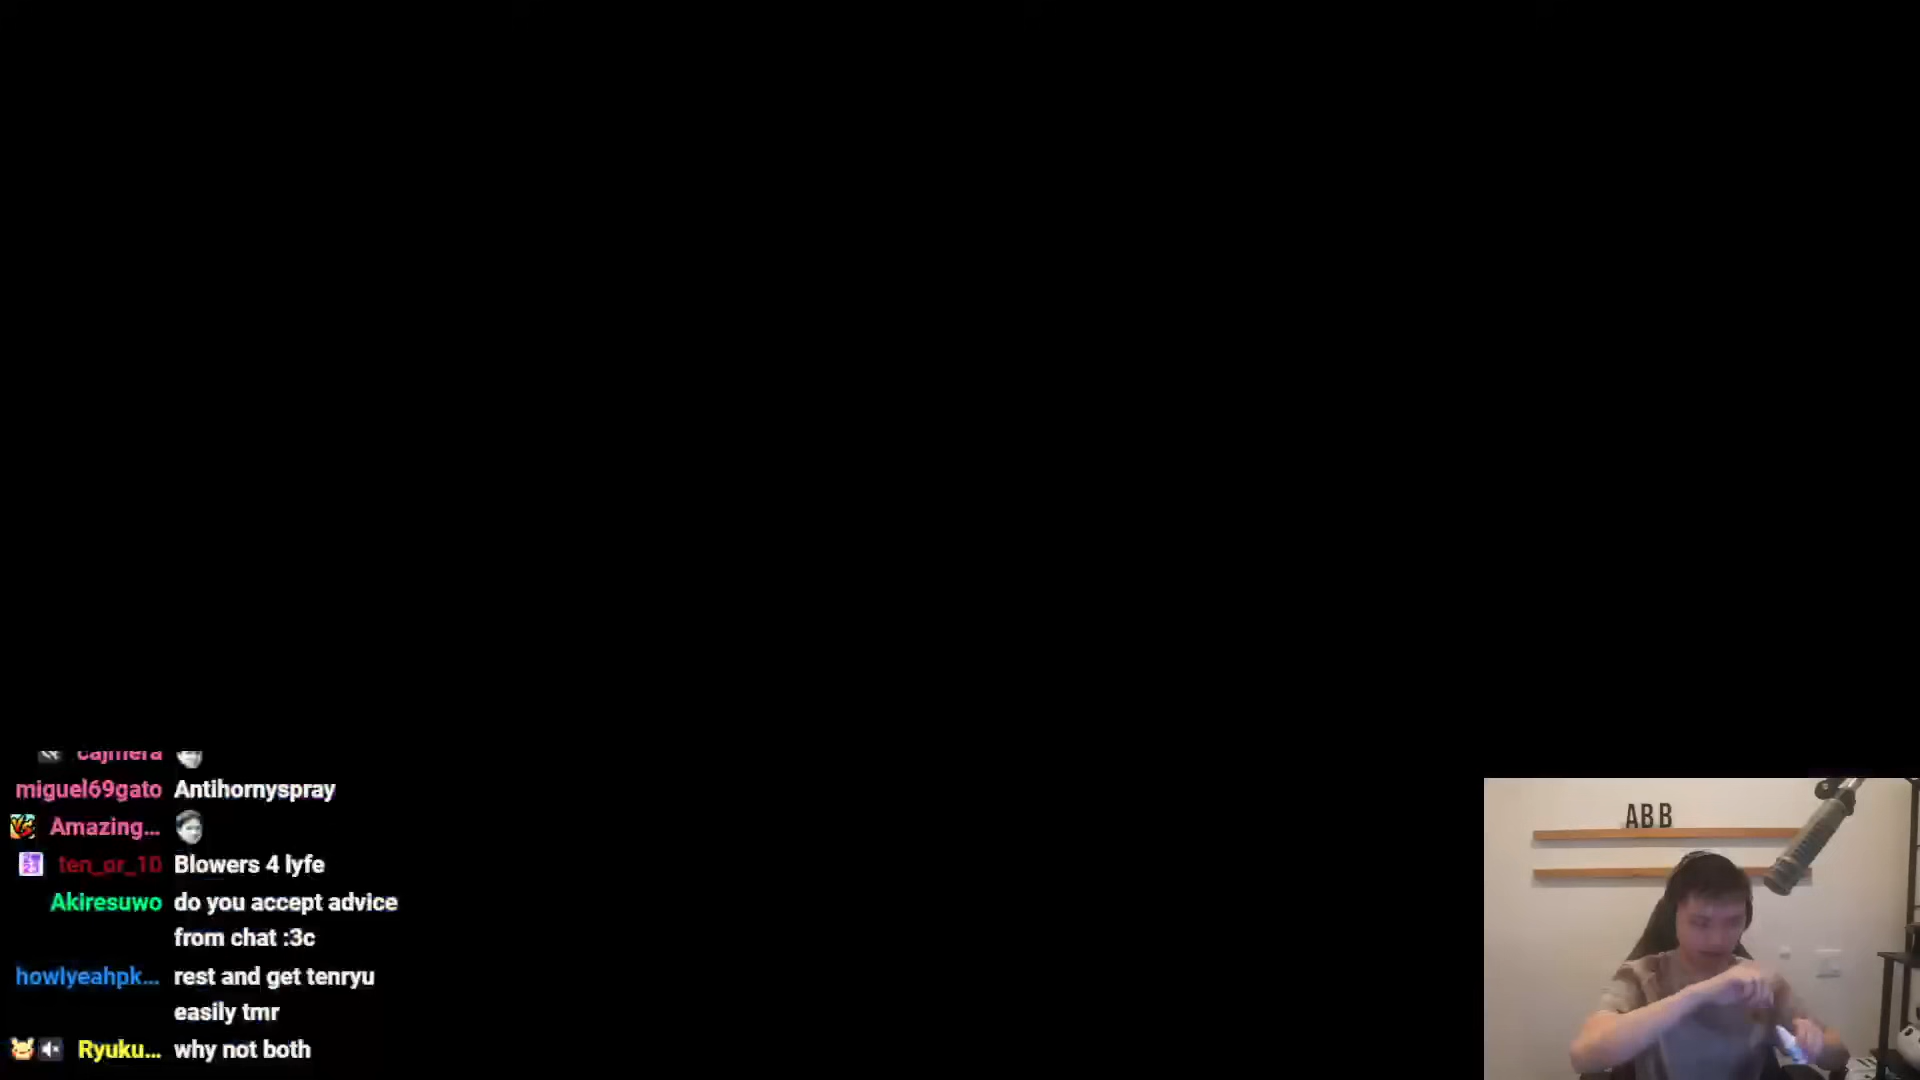 cajmera
miguel69gato Antihornyspray
Amazing...
ten_or_10 Blowers 4 lyfe
Akiresuwo do you accept advice
from chat :3c
howlyeahpk... rest and get tenryu
easily tmr
Ryuku... why not both
ABB